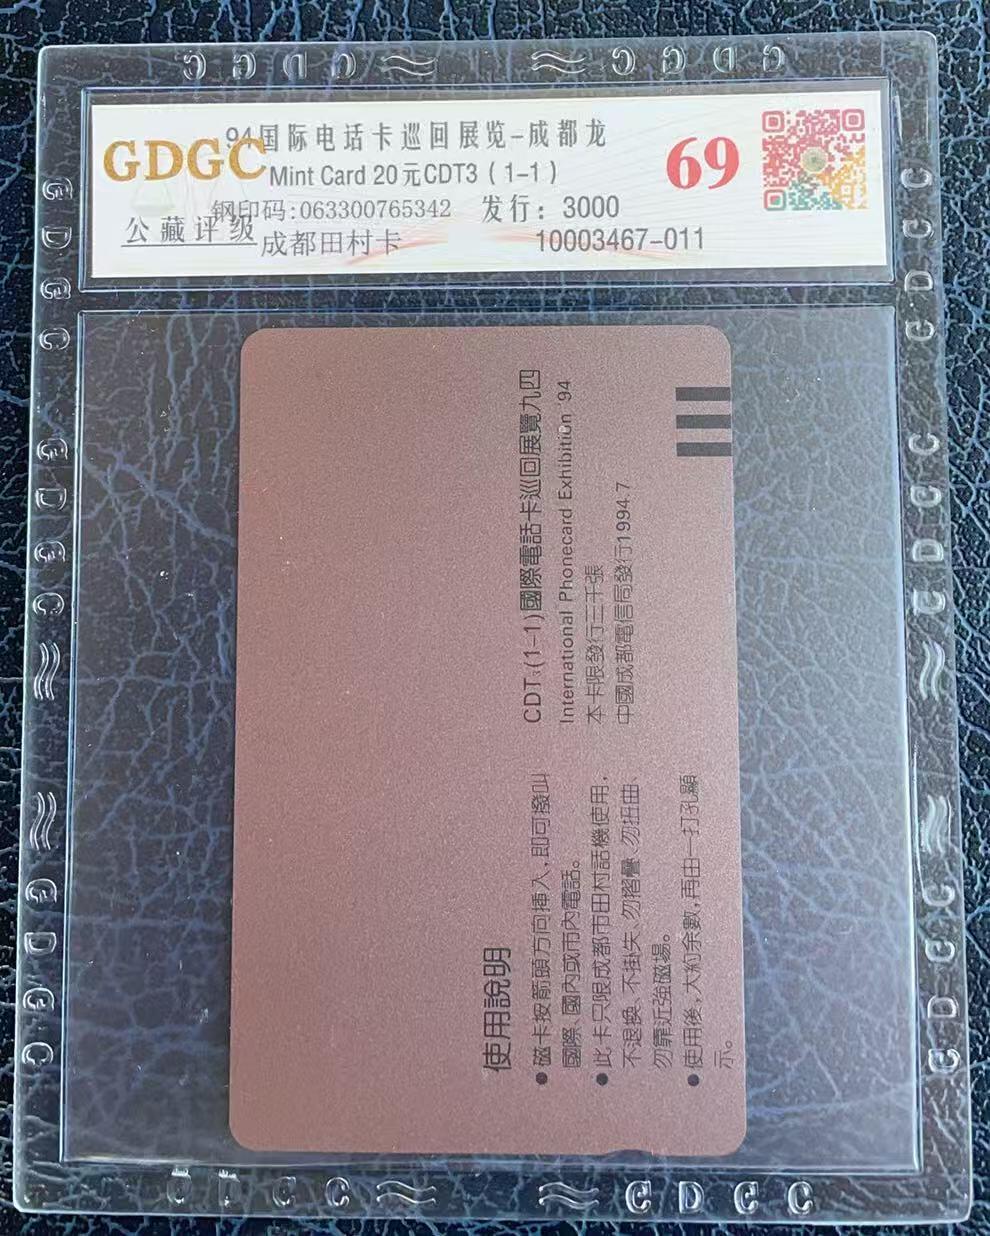 94国际电话卡巡回展览-成都龙
GDGC
Mint Card 20元CDT3 (1-1)
69
钢印码:063300765342 发行: 3000
公藏评级
成都田村卡
10003467-011
CDT3(1-1)國際電話卡巡回展覽九四
International Phonecard Exhibition '94
本卡限發行三千張
中國成都電信局發行1994.7
使用說明
●磁卡按箭頭方向插入,即可撥叫
國際、國內或市內電話。
●此卡只限成都市田村話機使用,
不退換、不掛失、勿摺疊、勿扭曲、
勿靠近強磁場。
●使用後,大約余數,再由一打孔顯
示。